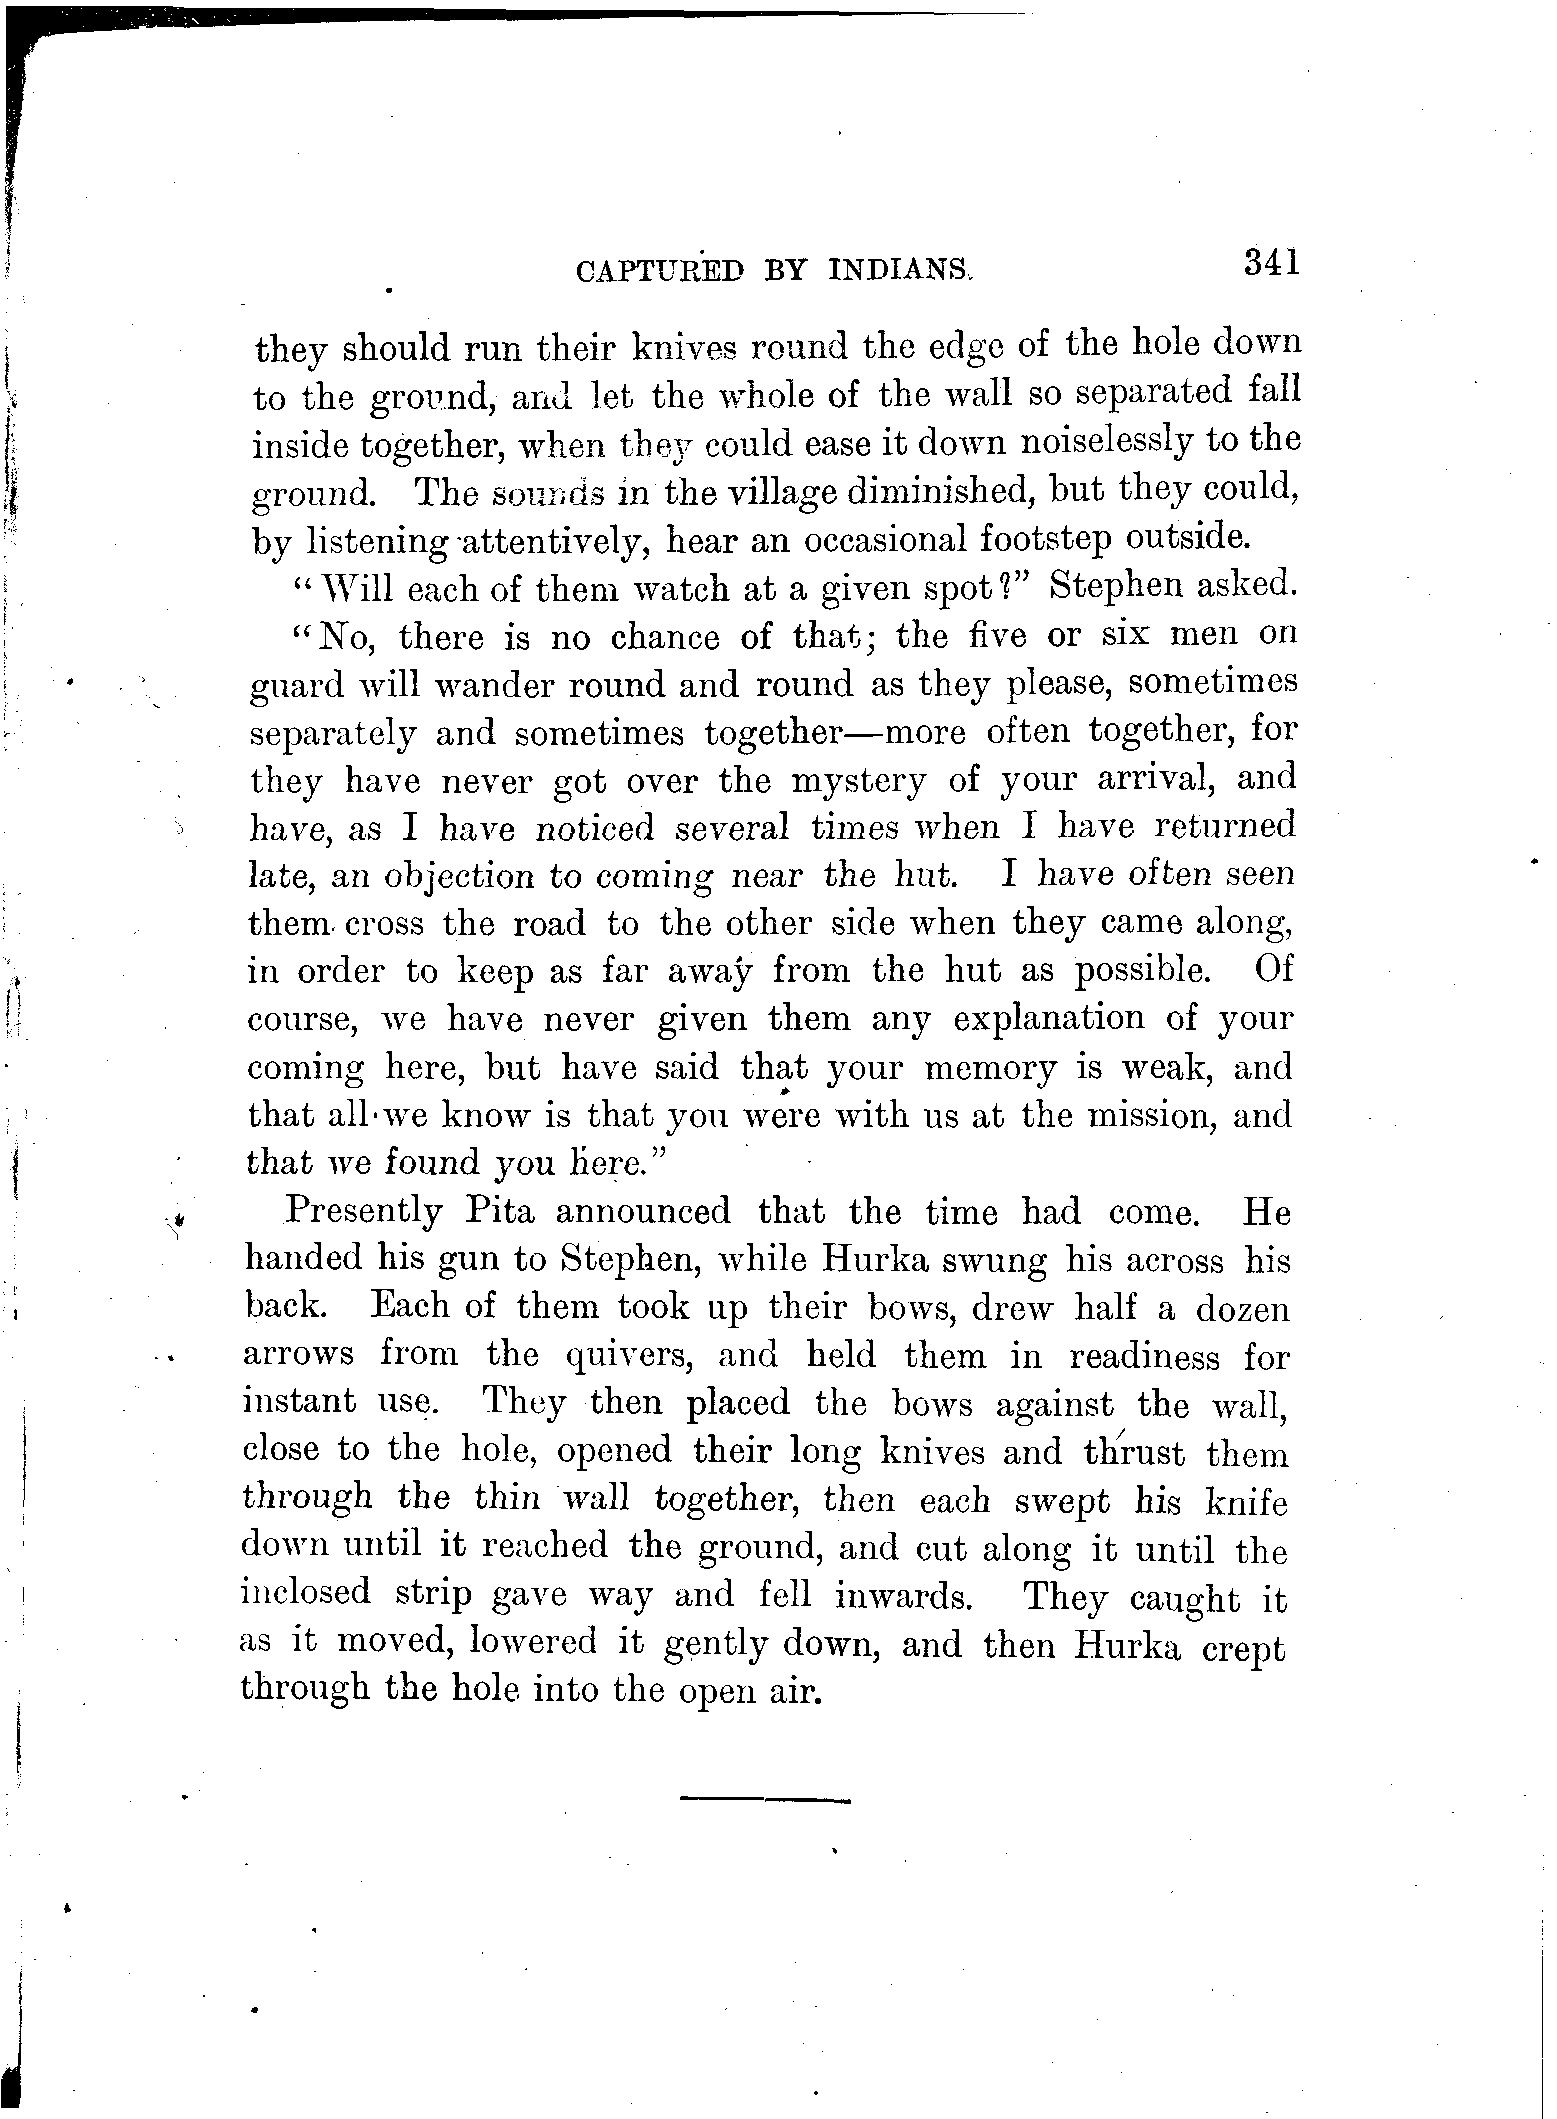 CAPTURED BY INDIANS. 341
they should run their knives round the edge of the hole down
to the ground, and let the whole of the wall so separated fall
inside together, when they could ease it down noiselessly to the
ground. The sounds in the village diminished, but they could,
by listening attentively, hear an occasional footstep outside.
"Will each of them watch at a given spot?" Stephen asked.
"No, there is no chance of that; the five or six men on
guard will wander round and round as they please, sometimes
separately and sometimes together—more often together, for
they have never got over the mystery of your arrival, and
have, as I have noticed several times when I have returned
late, an objection to coming near the hut. I have often seen
them cross the road to the other side when they came along,
in order to keep as far away from the hut as possible. Of
course, we have never given them any explanation of your
coming here, but have said that your memory is weak, and
that all we know is that you were with us at the mission, and
that we found you here."
Presently Pita announced that the time had come. He
handed his gun to Stephen, while Hurka swung his across his
back. Each of them took up their bows, drew half a dozen
arrows from the quivers, and held them in readiness for
instant use. They then placed the bows against the wall,
close to the hole, opened their long knives and thrust them
through the thin wall together, then each swept his knife
down until it reached the ground, and cut along it until the
inclosed strip gave way and fell inwards. They caught it
as it moved, lowered it gently down, and then Hurka crept
through the hole into the open air.